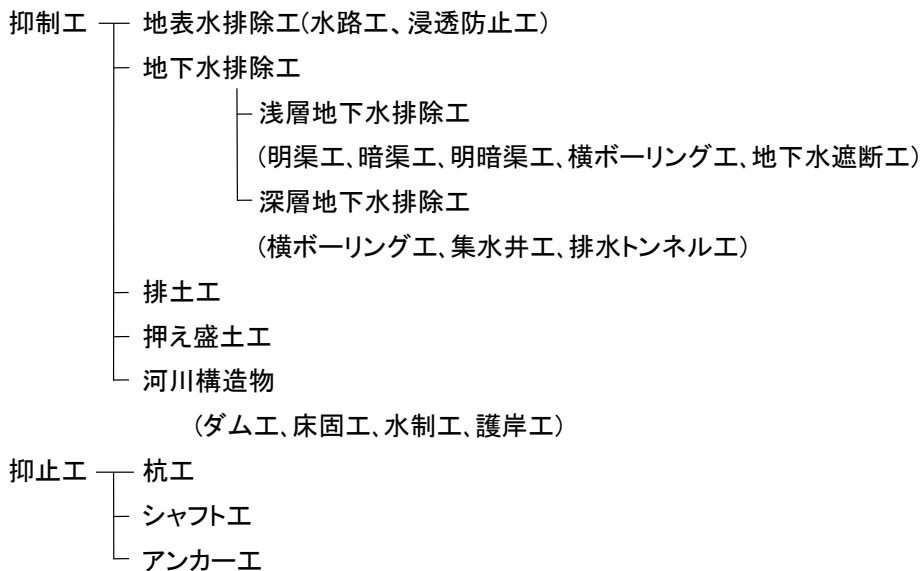 抑制工 地表水排除工(水路工、浸透防止工)
地下水排除工
浅層地下水排除工
(明渠工、暗渠工、明暗渠工、横ボーリング工、地下水遮断工)
深層地下水排除工
(横ボーリング工、集水井工、排水トンネル工)
排土工
押え盛土工
河川構造物
(ダム工、床固工、水制工、護岸工)
抑止工 杭工
シャフト工
アンカー工